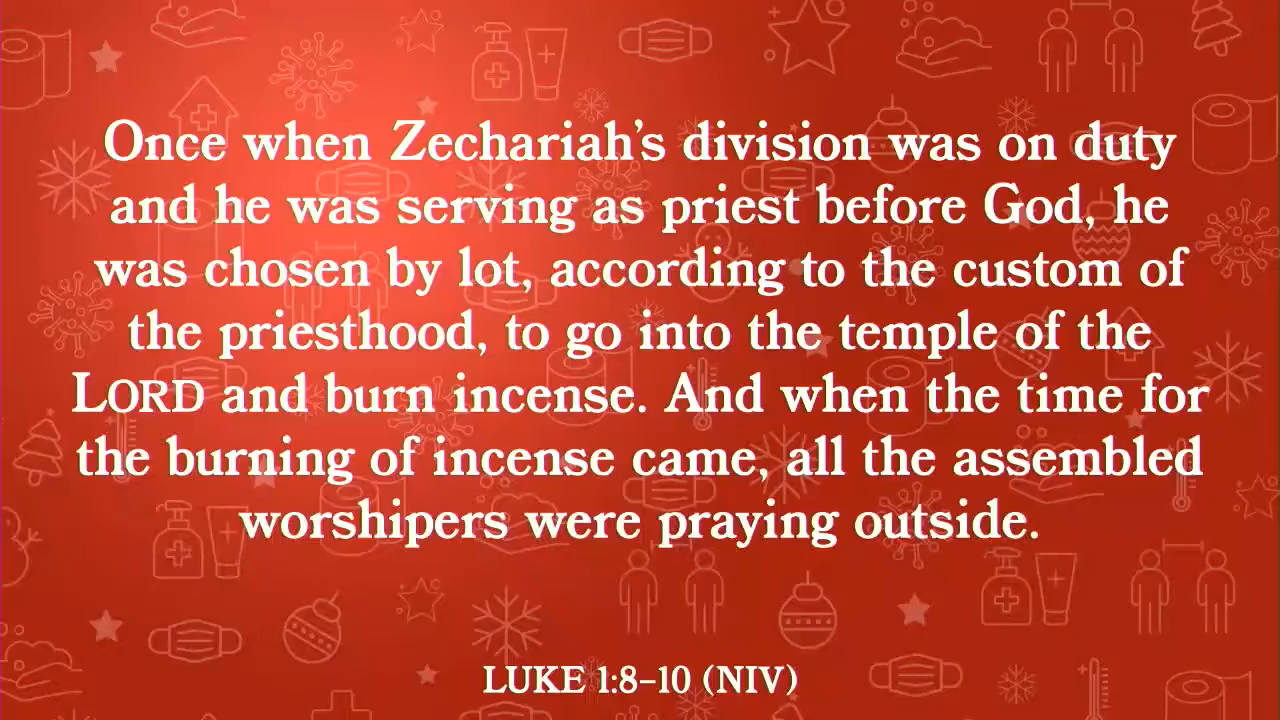 Once when Zechariah’s division was on duty
and he was serving as priest before God, he
was chosen by lot, according to the custom of
the priesthood, to go into the temple of the
LORD and burn incense. And when the time for
the burning of incense came, all the assembled
worshipers were praying outside.
LUKE 1:8–10 (NIV)